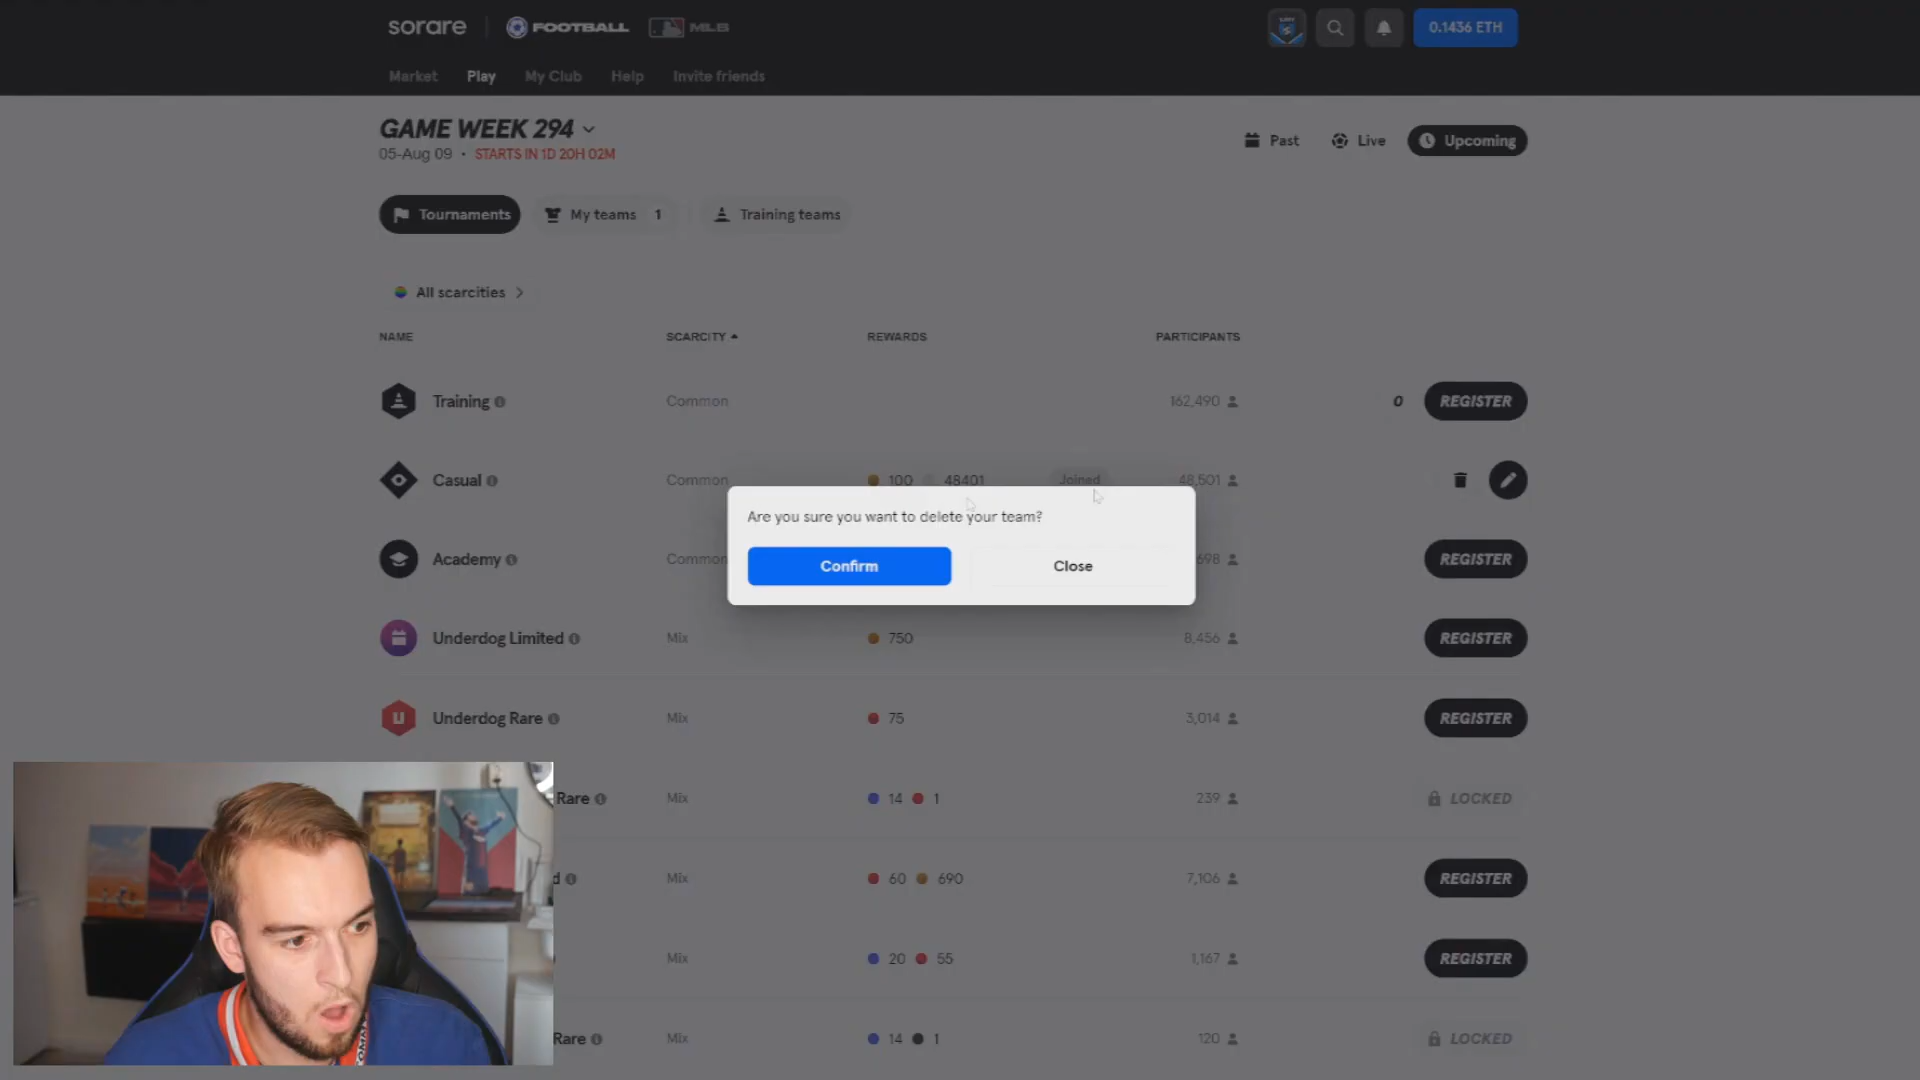 sorare FOOTBALL MLB 0.1436 ETH
Market Play My Club Help Invite friends
GAME WEEK 294
05-Aug 09 • STARTS IN 1D 20H 02M
Past Live Upcoming
Tournaments My teams 1 Training teams
All scarcities
NAME SCARCITY REWARDS PARTICIPANTS
Training Common 162,490 0 REGISTER
Casual Common 100 48401 Joined 48,501
Are you sure you want to delete your team?
Academy Common 698 REGISTER
Confirm Close
Underdog Limited Mix 750 8,456 REGISTER
Underdog Rare Mix 75 3,014 REGISTER
Rare Mix 14 1 239 LOCKED
d Mix 60 690 7,106 REGISTER
Mix 20 55 1,167 REGISTER
Rare Mix 14 1 120 LOCKED